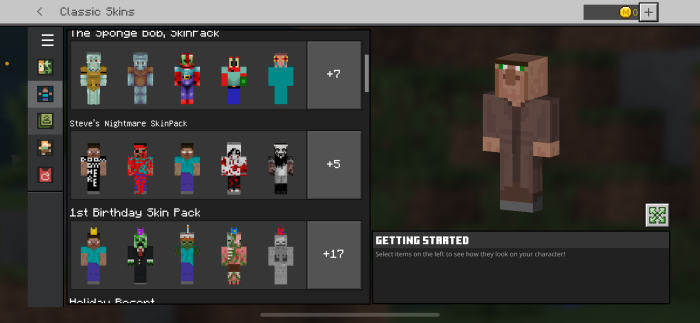 Classic Skins
0
The Sponge Bob, SkinPack
+7
Steve's Nightmare SkinPack
+5
1st Birthday Skin Pack
+17
GETTING STARTED
Select items on the left to see how they look on your character!